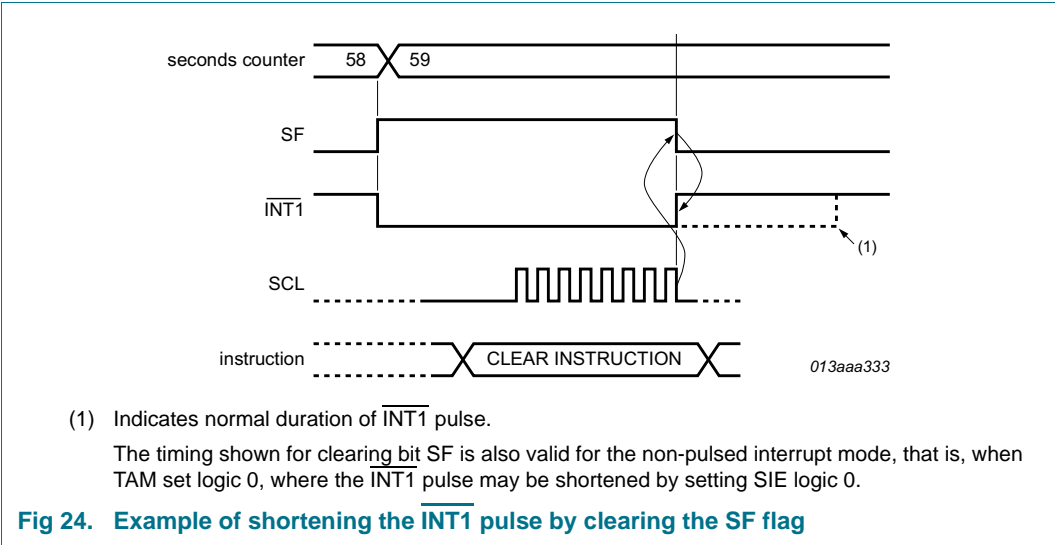 seconds counter 58 59
SF
INT1
(1)
SCL
instruction CLEAR INSTRUCTION
013aaa333
(1) Indicates normal duration of INT1 pulse.
The timing shown for clearing bit SF is also valid for the non-pulsed interrupt mode, that is, when
TAM set logic 0, where the INT1 pulse may be shortened by setting SIE logic 0.
Fig 24. Example of shortening the INT1 pulse by clearing the SF flag